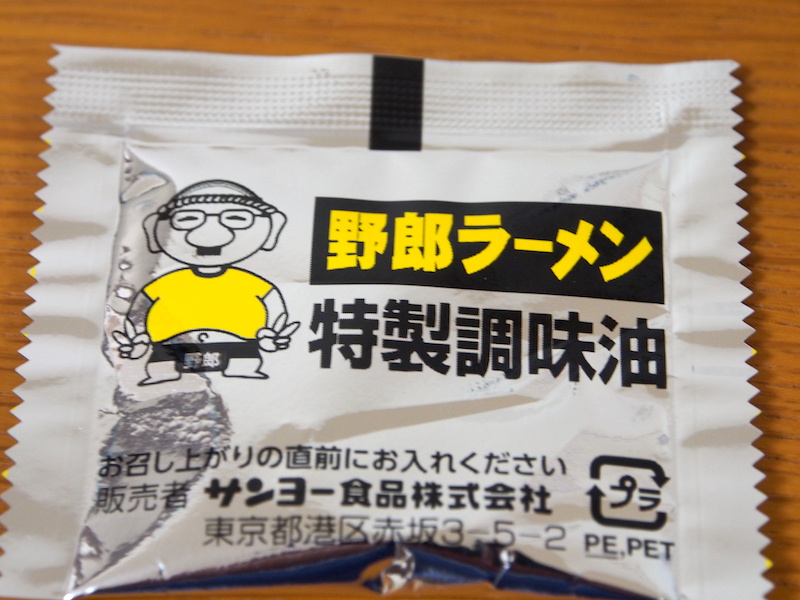 野郎ラーメン
特製調味油
野郎
お召し上がりの直前にお入れください
販売者 サンヨー食品株式会社
東京都港区赤坂3-5-2
プラ
PE,PET